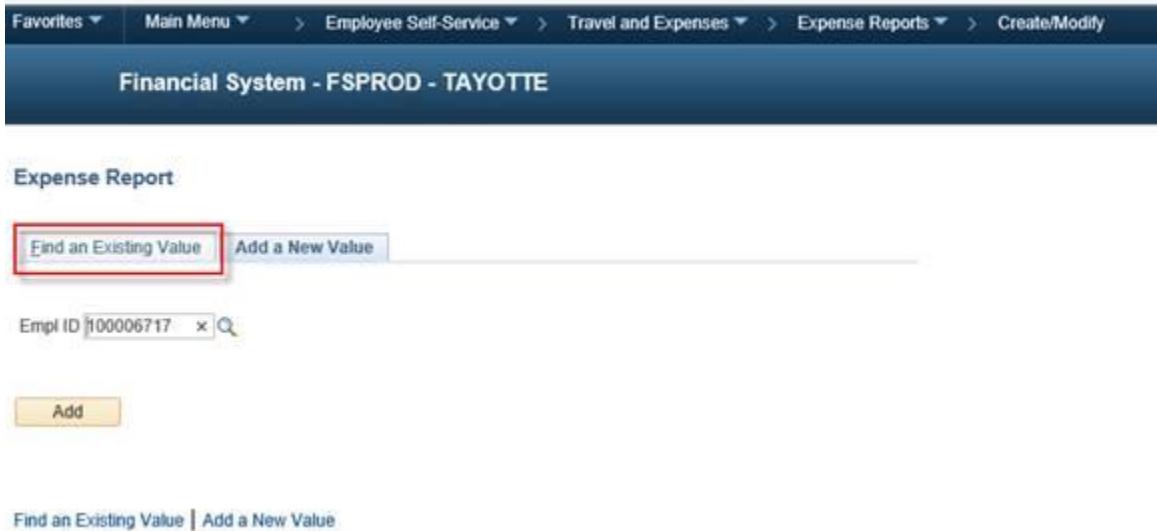 Favorites Main Menu > Employee Self-Service > Travel and Expenses > Expense Reports > Create/Modify
Financial System - FSPROD - TAYOTTE
Expense Report
Find an Existing Value Add a New Value
Empl ID 100006717 ×
Add
Find an Existing Value | Add a New Value